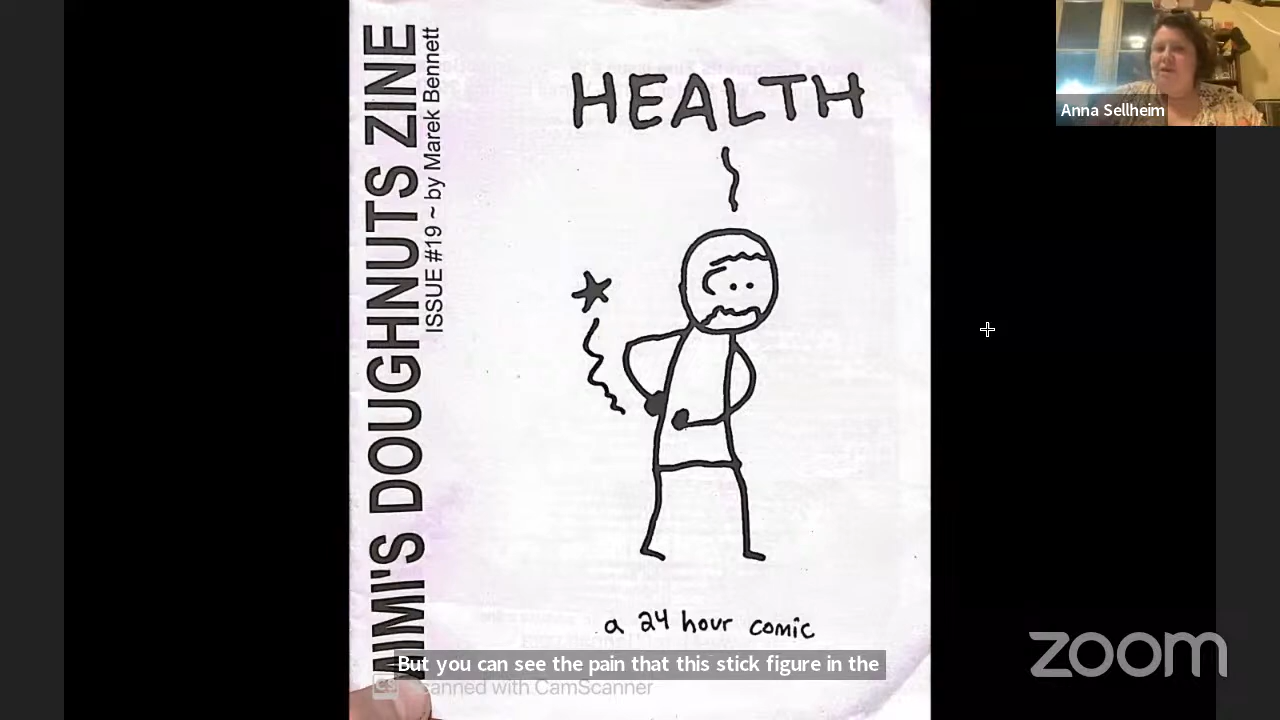 MIMI'S DOUGHNUTS ZINE
ISSUE #19 ~ by Marek Bennett
HEALTH
a 24 hour comic
Anna Sellheim
But you can see the pain that this stick figure in the
CS Scanned with CamScanner
zoom